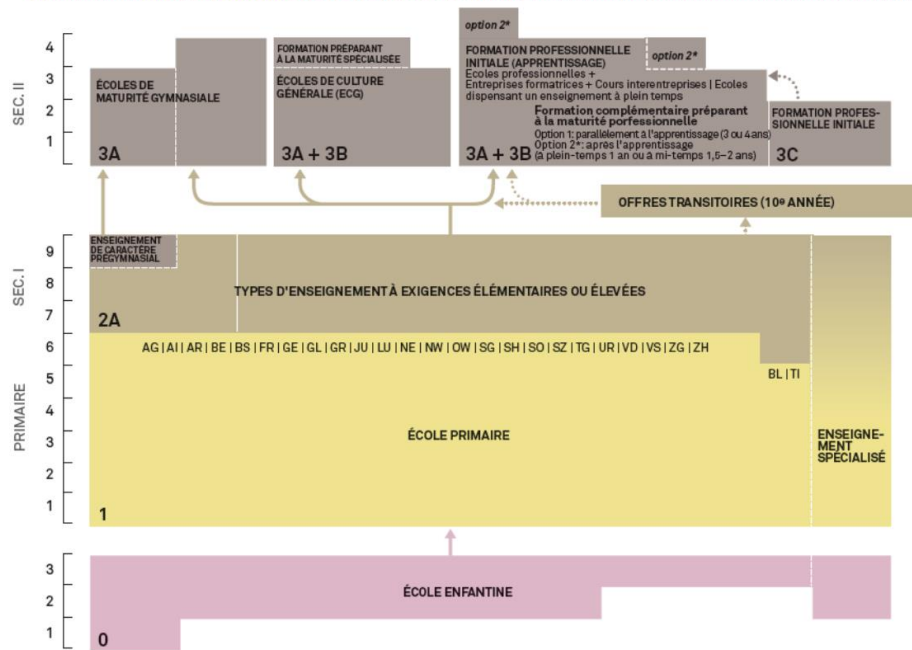 option 2*
4
3
2
1
SEC. II
ÉCOLES DE
MATURITÉ GYMNASIALE
3A
FORMATION PRÉPARANT
À LA MATURITÉ SPÉCIALISÉE
ÉCOLES DE CULTURE
GÉNÉRALE (ECG)
3A + 3B
FORMATION PROFESSIONNELLE
INITIALE (APPRENTISSAGE)
Ecoles professionnelles +
Entreprises formatrices + Cours interentreprises | Ecoles
dispensant un enseignement à plein temps
option 2*
Formation complémentaire préparant
à la maturité porfessionnelle
Option 1: parallèlement à l'apprentissage (3 ou 4 ans)
Option 2*: après l'apprentissage
(à plein-temps 1 an ou à mi-temps 1,5–2 ans)
3A + 3B
FORMATION PROFES-
SIONNELLE INITIALE
3C
OFFRES TRANSITOIRES (10e ANNÉE)
9
8
7
SEC. I
ENSEIGNEMENT
DE CARACTÈRE
PRÉGYMNASIAL
TYPES D'ENSEIGNEMENT À EXIGENCES ÉLÉMENTAIRES OU ÉLEVÉES
2A
6
5
4
3
2
1
PRIMAIRE
AG | AI | AR | BE | BS | FR | GE | GL | GR | JU | LU | NE | NW | OW | SG | SH | SO | SZ | TG | UR | VD | VS | ZG | ZH
BL | TI
ÉCOLE PRIMAIRE
ENSEIGNE-
MENT
SPÉCIALISÉ
1
3
2
1
ÉCOLE ENFANTINE
0